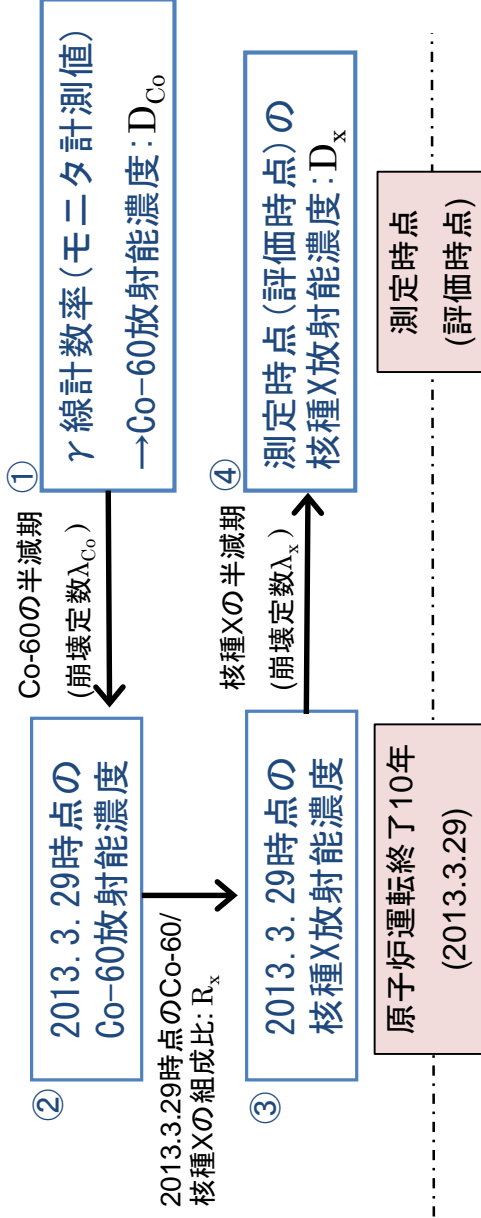 ①
γ線計数率(モニタ計測値)
→Co-60放射能濃度:D_Co
Co-60の半減期
(崩壊定数λ_Co)
②
2013.3.29時点の
Co-60放射能濃度
2013.3.29時点のCo-60/
核種Xの組成比: R_x
③
2013.3.29時点の
核種X放射能濃度
核種Xの半減期
(崩壊定数λ_x)
④
測定時点(評価時点)の
核種X放射能濃度:D_x
原子炉運転終了10年
(2013.3.29)
測定時点
(評価時点)